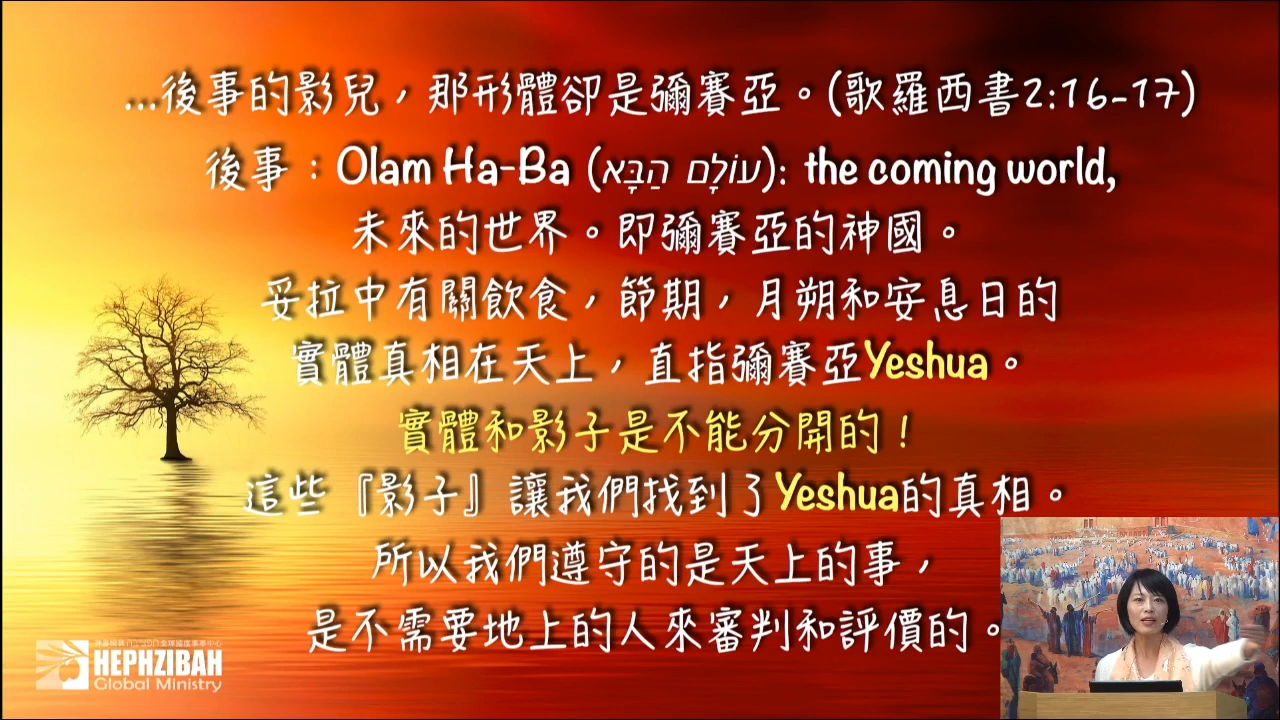 ...後事的影兒，那形體卻是彌賽亞。(歌羅西書2:16-17)
後事：Olam Ha-Ba (עוֹלָם הַבָּא): the coming world,
未來的世界。即彌賽亞的神國。
妥拉中有關飲食，節期，月朔和安息日的
實體真相在天上，直指彌賽亞Yeshua。
實體和影子是不能分開的！
這些『影子』讓我們找到了Yeshua的真相。
所以我們遵守的是天上的事，
是不需要地上的人來審判和評價的。
HEPHZIBAH
Global Ministry